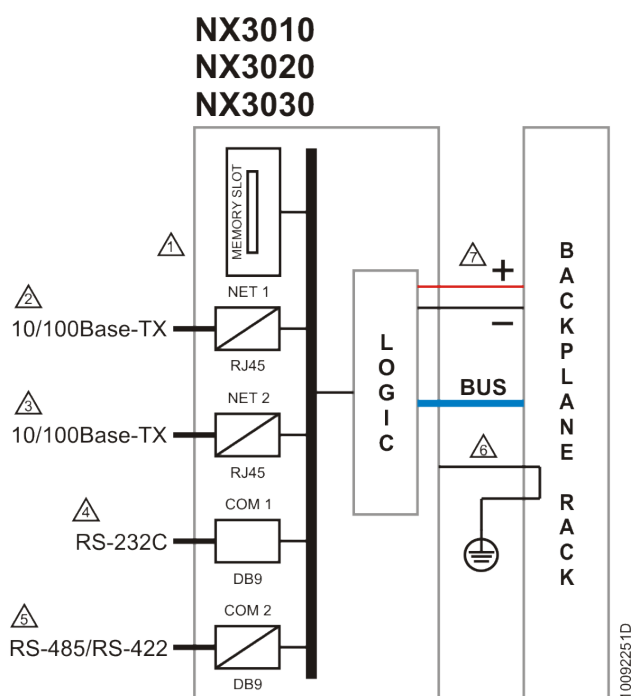 NX3010
NX3020
NX3030
MEMORY SLOT
1
NET 1
2
10/100Base-TX
RJ45
NET 2
3
10/100Base-TX
RJ45
COM 1
4
RS-232C
DB9
COM 2
5
RS-485/RS-422
DB9
LOGIC
7
+
−
BUS
6
BACKPLANE RACK
10092251D